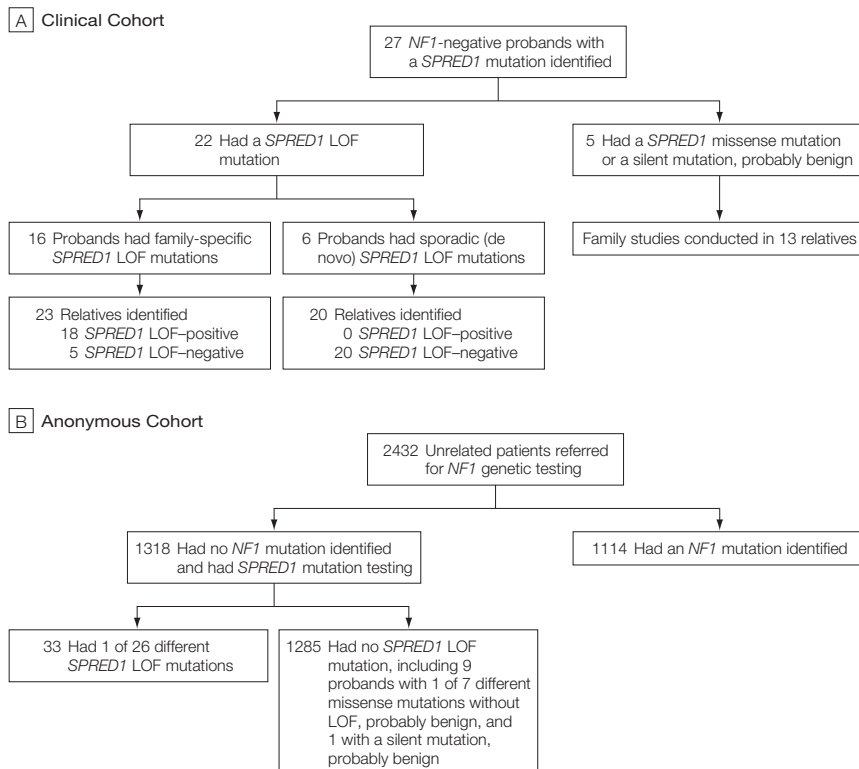 A Clinical Cohort
27 NF1-negative probands with
a SPRED1 mutation identified
22 Had a SPRED1 LOF
mutation
5 Had a SPRED1 missense mutation
or a silent mutation, probably benign
16 Probands had family-specific
SPRED1 LOF mutations
6 Probands had sporadic (de
novo) SPRED1 LOF mutations
Family studies conducted in 13 relatives
23 Relatives identified
18 SPRED1 LOF–positive
5 SPRED1 LOF–negative
20 Relatives identified
0 SPRED1 LOF–positive
20 SPRED1 LOF–negative
B Anonymous Cohort
2432 Unrelated patients referred
for NF1 genetic testing
1318 Had no NF1 mutation identified
and had SPRED1 mutation testing
1114 Had an NF1 mutation identified
33 Had 1 of 26 different
SPRED1 LOF mutations
1285 Had no SPRED1 LOF
mutation, including 9
probands with 1 of 7 different
missense mutations without
LOF, probably benign, and
1 with a silent mutation,
probably benign